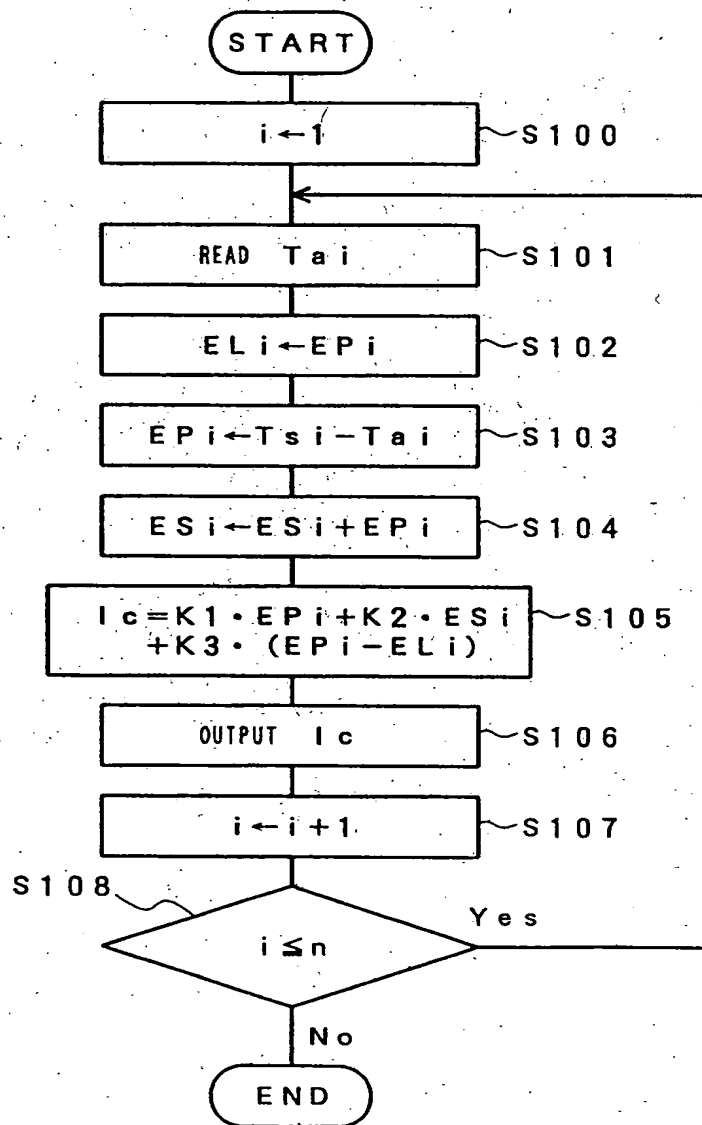 START
i←1
S100
READ Tai
S101
ELi←EPi
S102
EPi←Tsi−Tai
S103
ESi←ESi+EPi
S104
Ic=K1・EPi+K2・ESi
+K3・(EPi−ELi)
S105
OUTPUT Ic
S106
i←i+1
S107
S108
i≦n
Yes
No
END